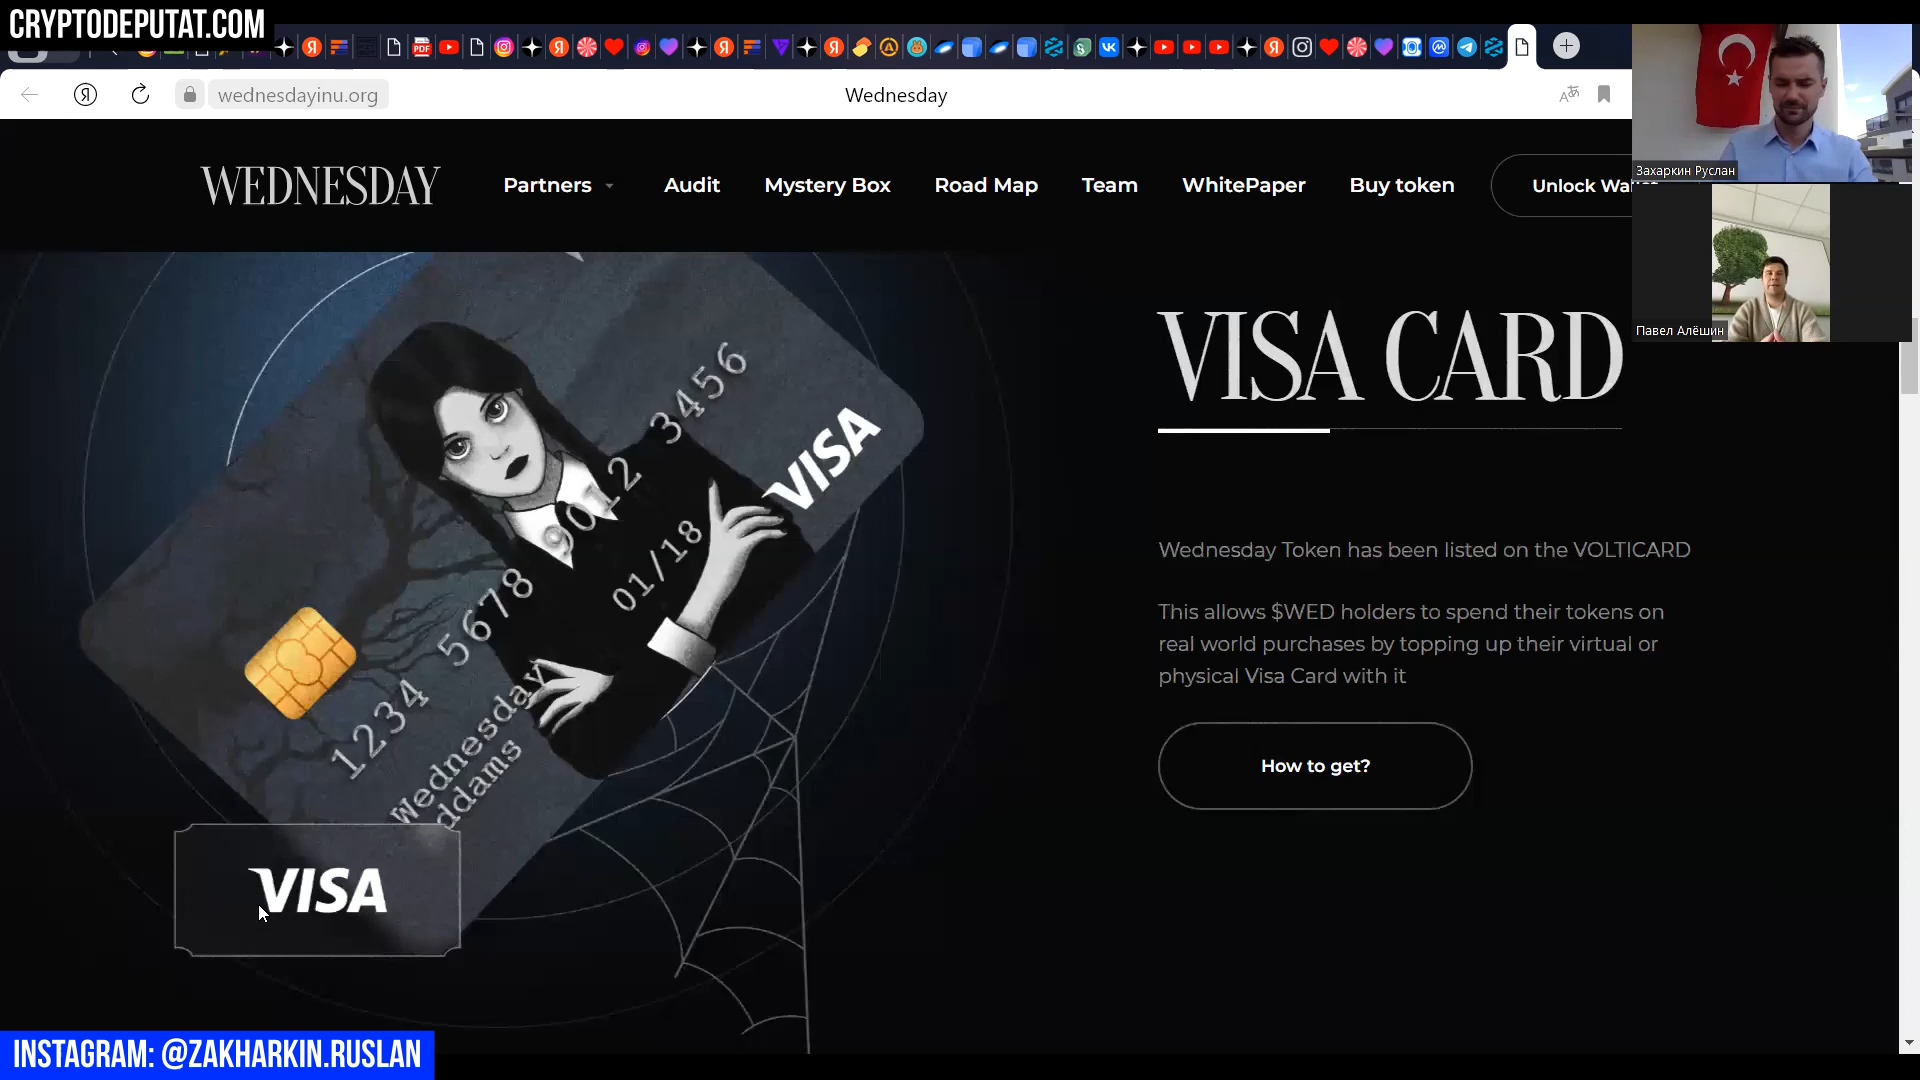 CRYPTODEPUTAT.COM
wednesdayinu.org
Wednesday
WEDNESDAY
Partners
Audit
Mystery Box
Road Map
Team
WhitePaper
Buy token
Unlock
Захаркин Руслан
Павел Алёшин
VISA CARD
1234 5678 9012 3456
01/18
VISA
Wednesday
ddams
VISA
Wednesday Token has been listed on the VOLTICARD
This allows $WED holders to spend their tokens on
real world purchases by topping up their virtual or
physical Visa Card with it
How to get?
INSTAGRAM: @ZAKHARKIN.RUSLAN